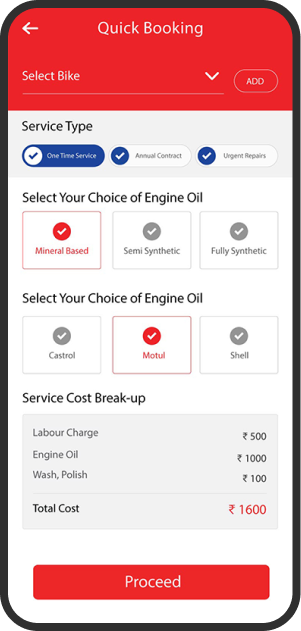 Quick Booking
Select Bike ADD
Service Type
One Time Service Annual Contract Urgent Repairs
Select Your Choice of Engine Oil
Mineral Based Semi Synthetic Fully Synthetic
Select Your Choice of Engine Oil
Castrol Motul Shell
Service Cost Break-up
Labour Charge ₹ 500
Engine Oil ₹ 1000
Wash, Polish ₹ 100
Total Cost ₹ 1600
Proceed